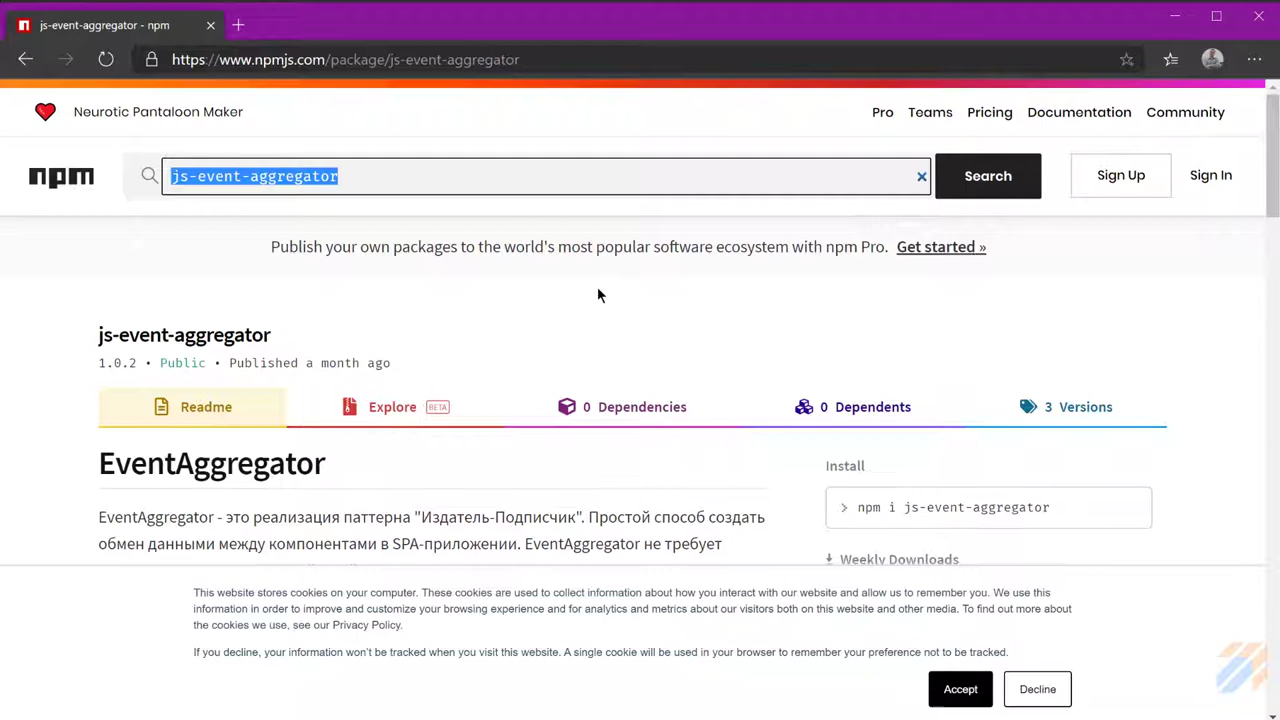 js-event-aggregator - npm
https://www.npmjs.com/package/js-event-aggregator
Neurotic Pantaloon Maker
Pro
Teams
Pricing
Documentation
Community
npm
js-event-aggregator
Search
Sign Up
Sign In
Publish your own packages to the world's most popular software ecosystem with npm Pro. Get started »
js-event-aggregator
1.0.2 • Public • Published a month ago
Readme
Explore BETA
0 Dependencies
0 Dependents
3 Versions
EventAggregator
EventAggregator - это реализация паттерна "Издатель-Подписчик". Простой способ создать
обмен данными между компонентами в SPA-приложении. EventAggregator не требует
Install
> npm i js-event-aggregator
Weekly Downloads
This website stores cookies on your computer. These cookies are used to collect information about how you interact with our website and allow us to remember you. We use this
information in order to improve and customize your browsing experience and for analytics and metrics about our visitors both on this website and other media. To find out more about
the cookies we use, see our Privacy Policy.
If you decline, your information won't be tracked when you visit this website. A single cookie will be used in your browser to remember your preference not to be tracked.
Accept
Decline